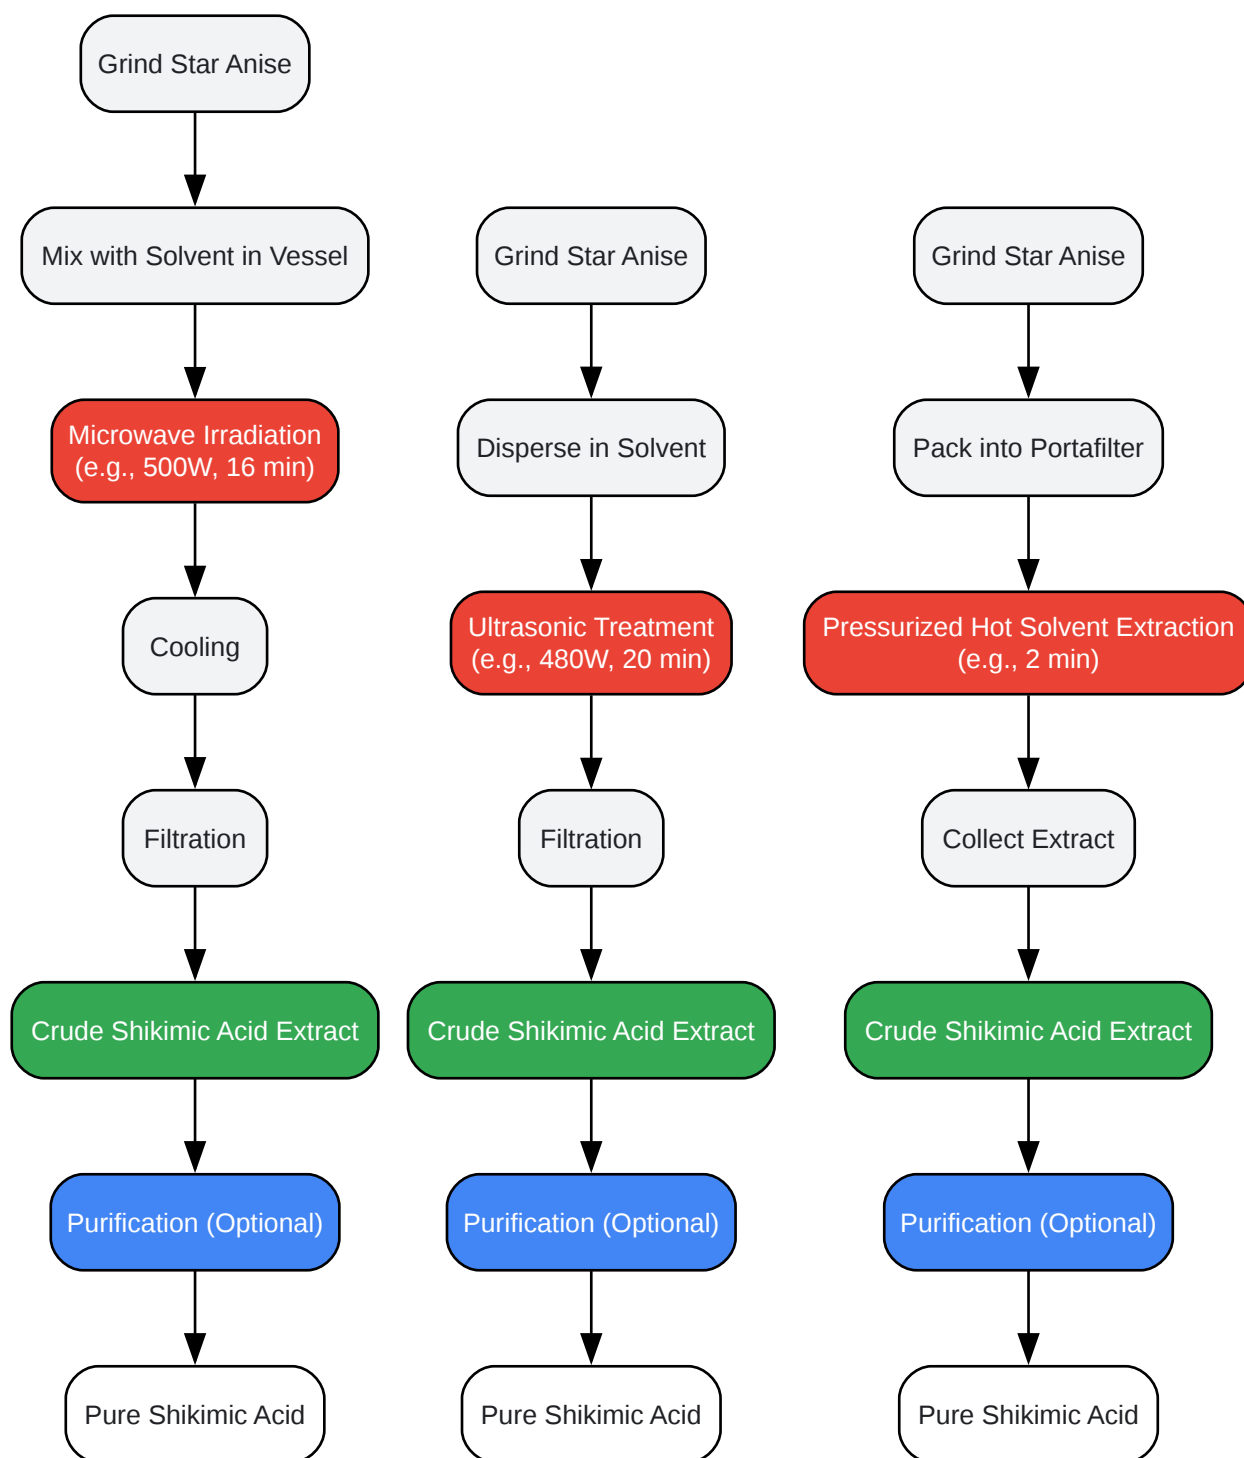 Grind Star Anise
Mix with Solvent in Vessel
Microwave Irradiation
(e.g., 500W, 16 min)
Cooling
Filtration
Crude Shikimic Acid Extract
Purification (Optional)
Pure Shikimic Acid
Grind Star Anise
Disperse in Solvent
Ultrasonic Treatment
(e.g., 480W, 20 min)
Filtration
Crude Shikimic Acid Extract
Purification (Optional)
Pure Shikimic Acid
Grind Star Anise
Pack into Portafilter
Pressurized Hot Solvent Extraction
(e.g., 2 min)
Collect Extract
Crude Shikimic Acid Extract
Purification (Optional)
Pure Shikimic Acid